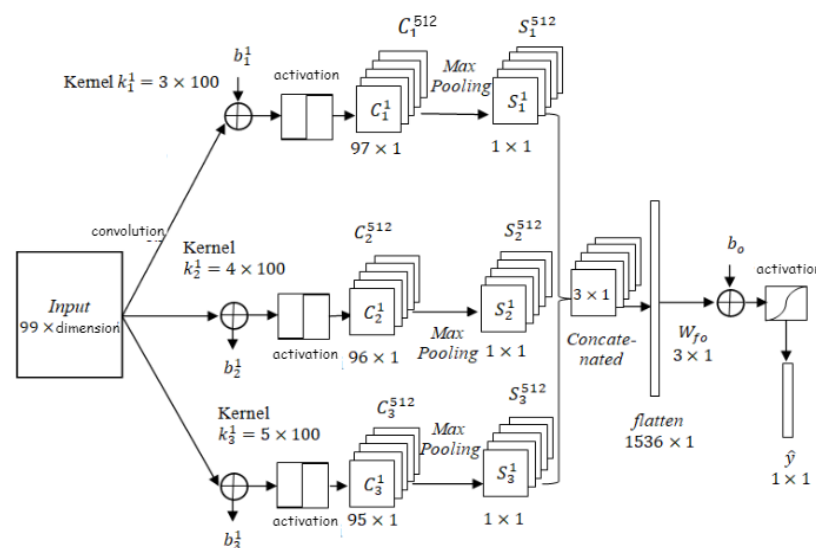 C₁⁵¹²
S₁⁵¹²
b₁¹
activation
Max
Pooling
Kernel k₁¹ = 3 × 100
C₁¹
S₁¹
97 × 1
1 × 1
convolution
Kernel
k₂¹ = 4 × 100
C₂⁵¹²
S₂⁵¹²
Input
99 × dimension
C₂¹
S₂¹
b₂¹
activation
96 × 1
Max
Pooling
1 × 1
3 × 1
Concate-
nated
b₀
activation
W_fo
3 × 1
Kernel
k₃¹ = 5 × 100
C₃⁵¹²
Max
Pooling
S₃⁵¹²
C₃¹
S₃¹
b₃¹
activation
95 × 1
1 × 1
flatten
1536 × 1
ŷ
1 × 1